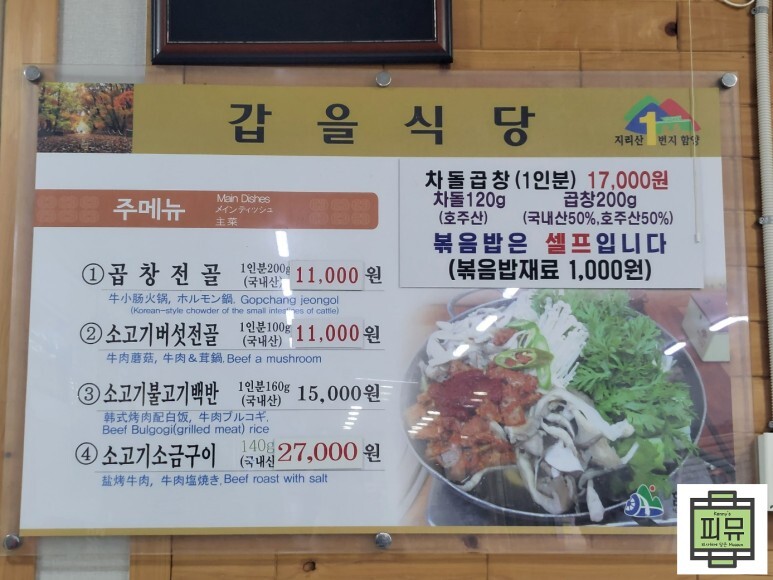 갑을식당
지리산 1번지 함양
차돌곱창(1인분) 17,000원
차돌120g 곱창200g
(호주산) (국내산50%,호주산50%)
볶음밥은 셀프입니다
(볶음밥재료 1,000원)
주메뉴
Main Dishes
メインディッシュ
主菜
① 곱창전골 1인분200g (국내산) 11,000원
牛小肠火锅, ホルモン鍋. Gopchang jeongol
(Korean-style chowder of the small intestines of cattle)
② 소고기버섯전골 1인분100g (국내산) 11,000원
牛肉蘑菇, 牛肉&茸鍋. Beef a mushroom
③ 소고기불고기백반 1인분160g (국내산) 15,000원
韩式烤肉配白饭, 牛肉プルコギ,
Beef Bulgogi(grilled meat) rice
④ 소고기소금구이 140g (국내산 27,000원
盐烤牛肉, 牛肉塩焼き. Beef roast with salt
피뮤